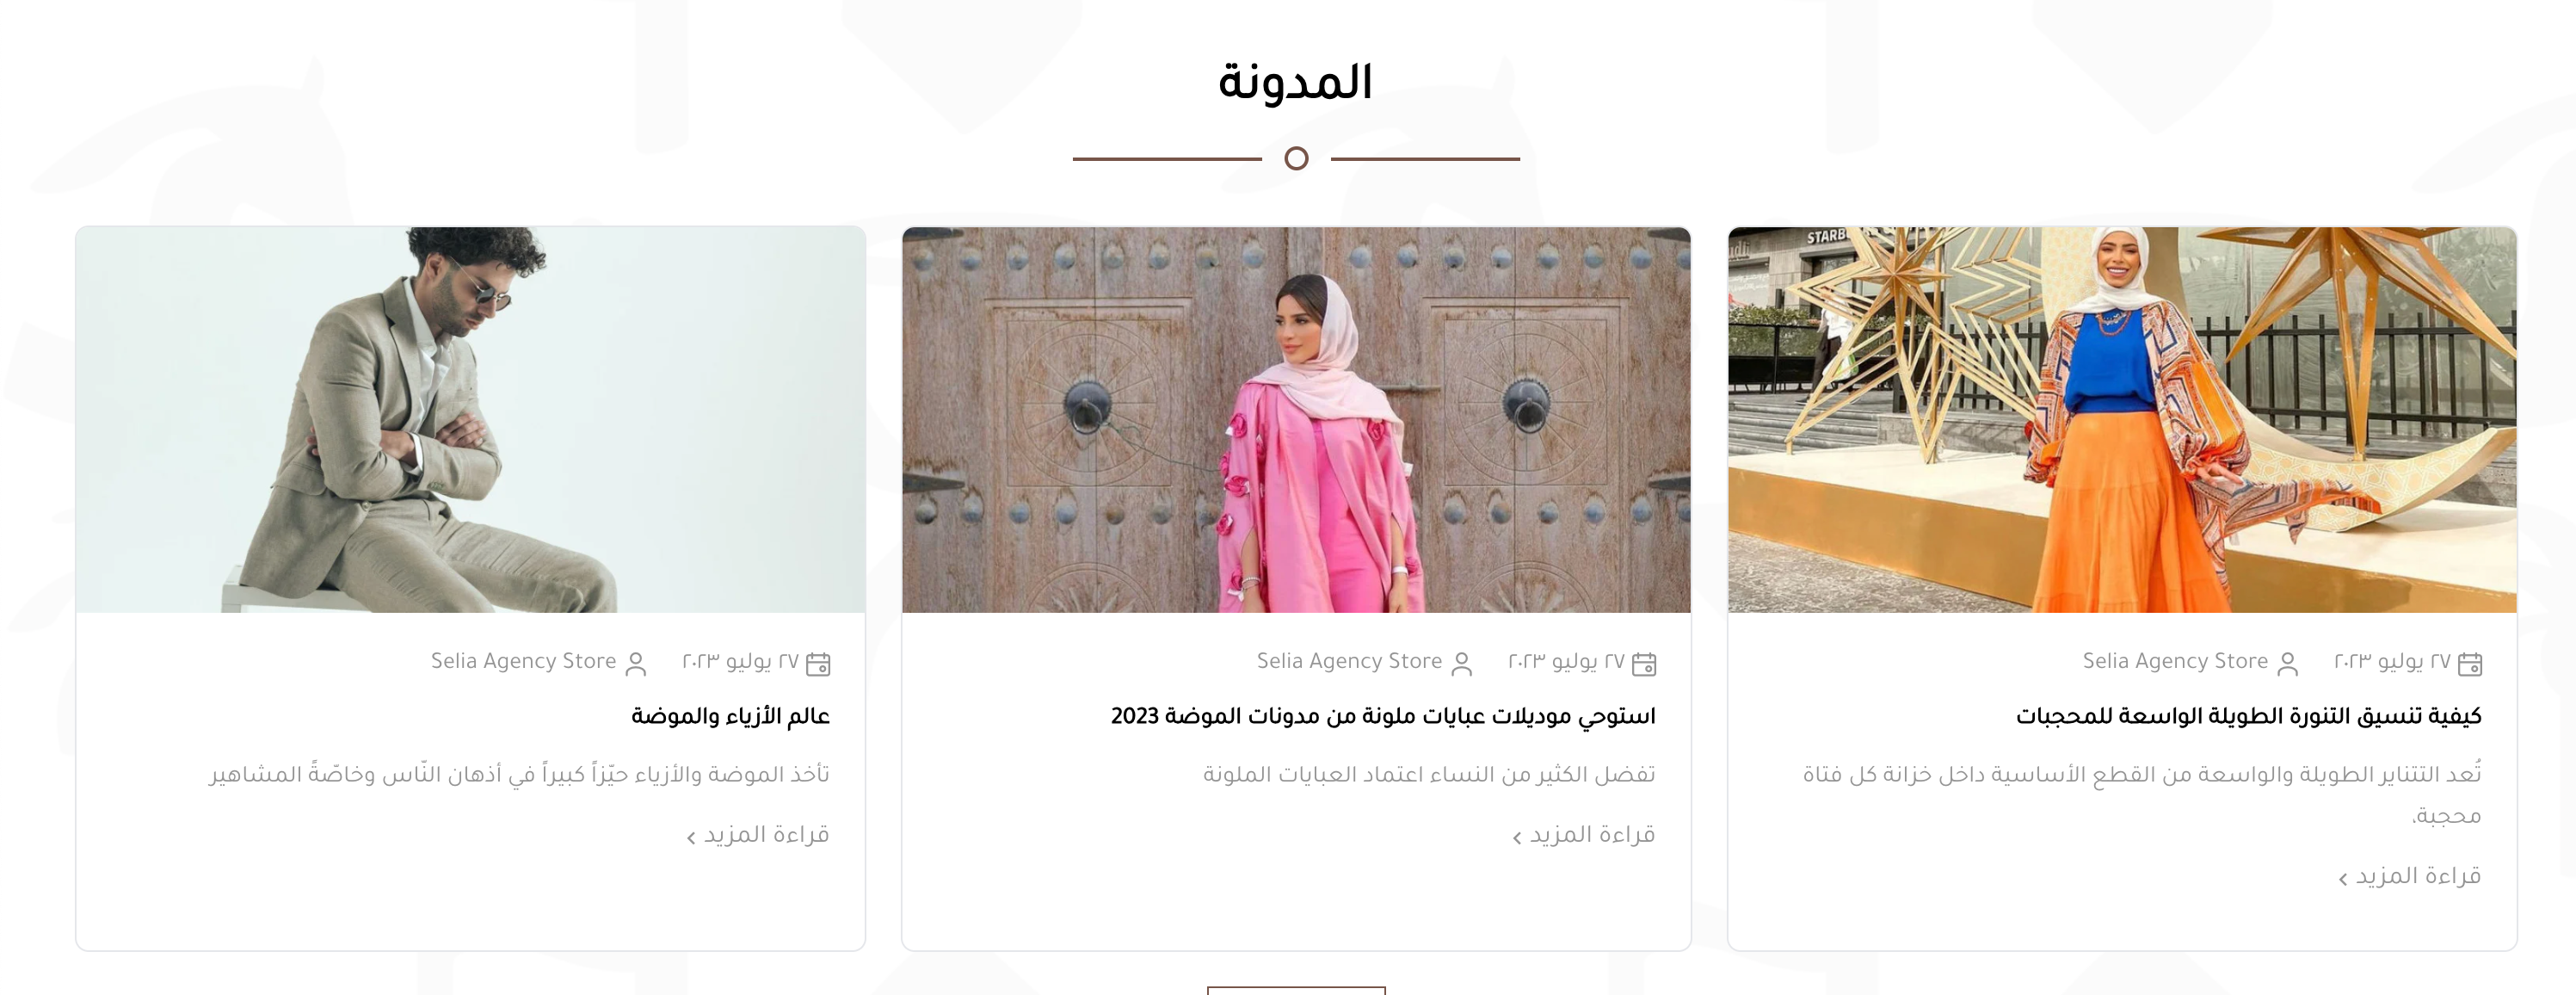 المدونة
STARB
٢٧ يوليو ٢٠٢٣ Selia Agency Store
كيفية تنسيق التنورة الطويلة الواسعة للمحجبات
تُعد التتناير الطويلة والواسعة من القطع الأساسية داخل خزانة كل فتاة
محجبة،
قراءة المزيد
٢٧ يوليو ٢٠٢٣ Selia Agency Store
استوحي موديلات عبايات ملونة من مدونات الموضة 2023
تفضل الكثير من النساء اعتماد العبايات الملونة
قراءة المزيد
٢٧ يوليو ٢٠٢٣ Selia Agency Store
عالم الأزياء والموضة
تأخذ الموضة والأزياء حيّزاً كبيراً في أذهان النّاس وخاصّةً المشاهير
قراءة المزيد